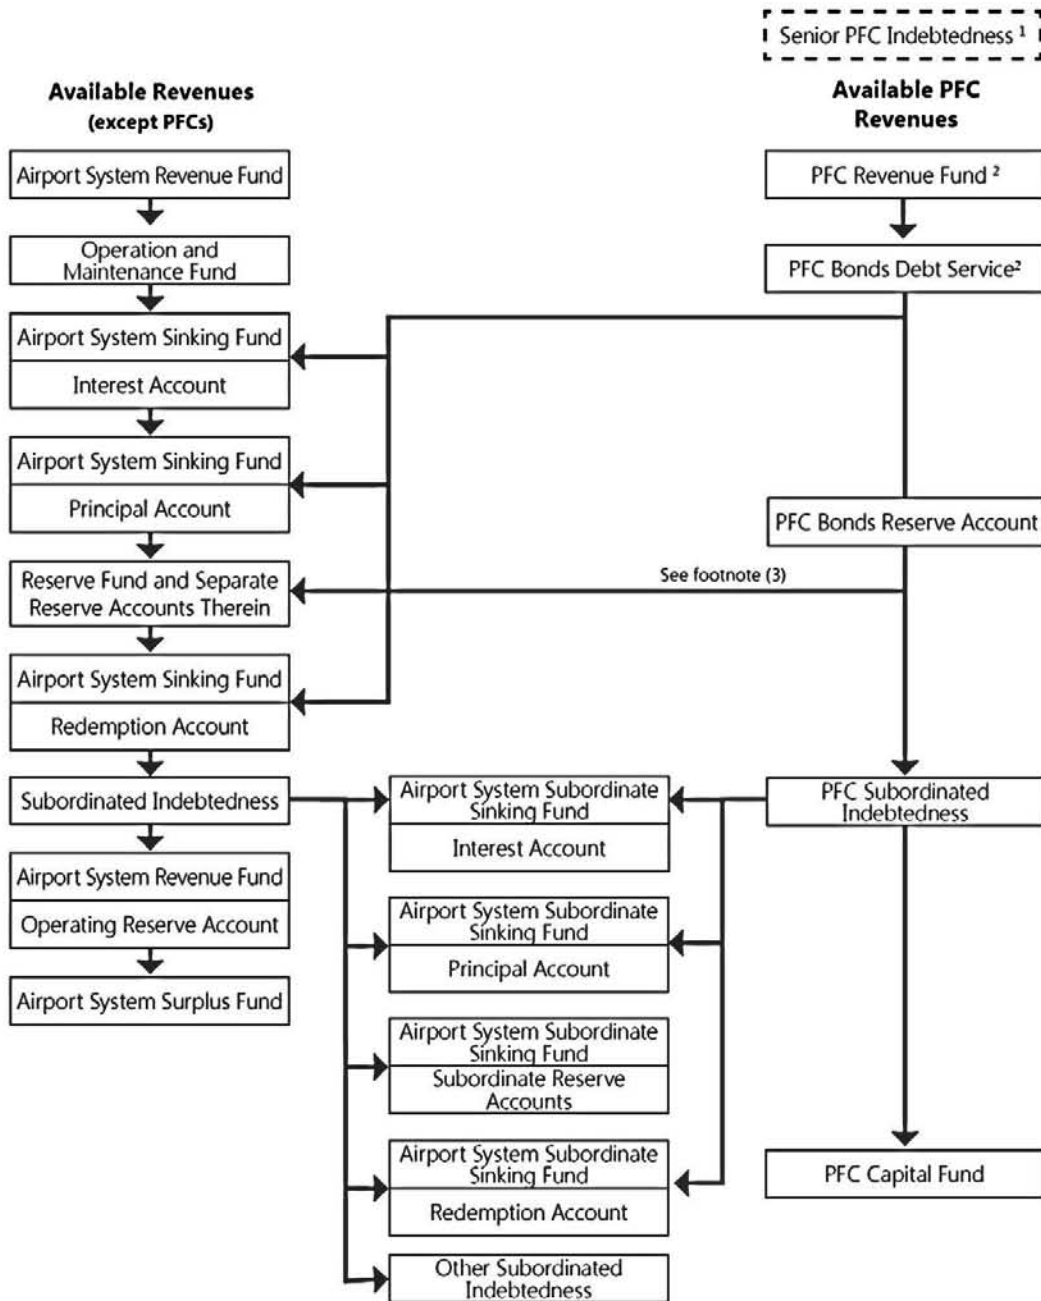 Senior PFC Indebtedness ¹
Available Revenues
(except PFCs)
Available PFC
Revenues
Airport System Revenue Fund
PFC Revenue Fund ²
Operation and
Maintenance Fund
PFC Bonds Debt Service²
Airport System Sinking Fund
Interest Account
Airport System Sinking Fund
Principal Account
PFC Bonds Reserve Account
Reserve Fund and Separate
Reserve Accounts Therein
See footnote (3)
Airport System Sinking Fund
Redemption Account
Subordinated Indebtedness
Airport System Subordinate
Sinking Fund
Interest Account
PFC Subordinated
Indebtedness
Airport System Revenue Fund
Operating Reserve Account
Airport System Subordinate
Sinking Fund
Principal Account
Airport System Surplus Fund
Airport System Subordinate
Sinking Fund
Subordinate Reserve
Accounts
Airport System Subordinate
Sinking Fund
Redemption Account
PFC Capital Fund
Other Subordinated
Indebtedness